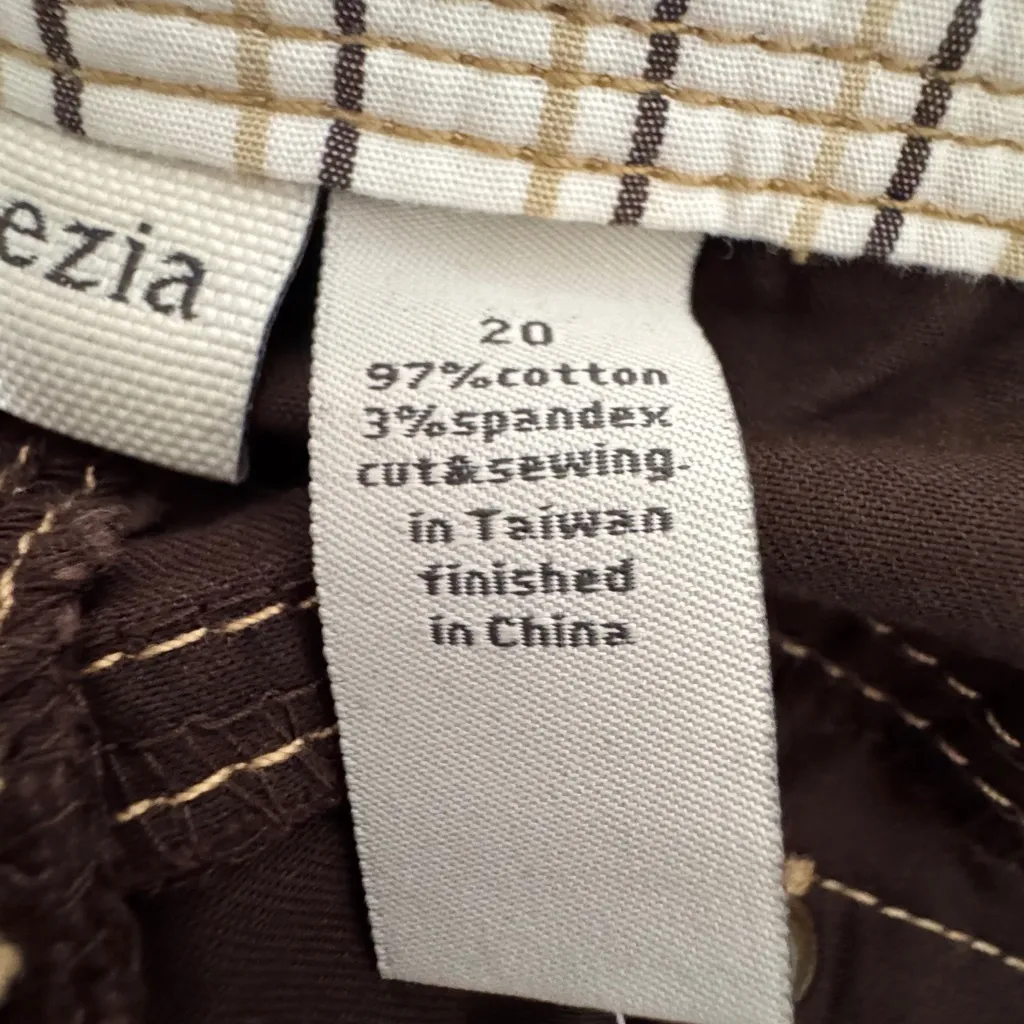 ezia
20
97%cotton
3%spandex
cut&sewing.
in Taiwan
finished
in China